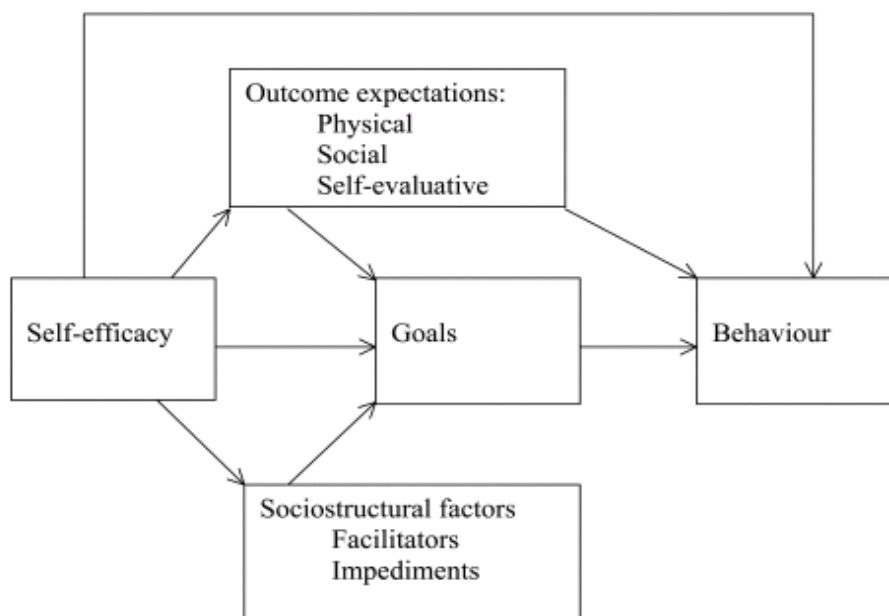 Outcome expectations:
Physical
Social
Self-evaluative
Self-efficacy
Goals
Behaviour
Sociostructural factors
Facilitators
Impediments